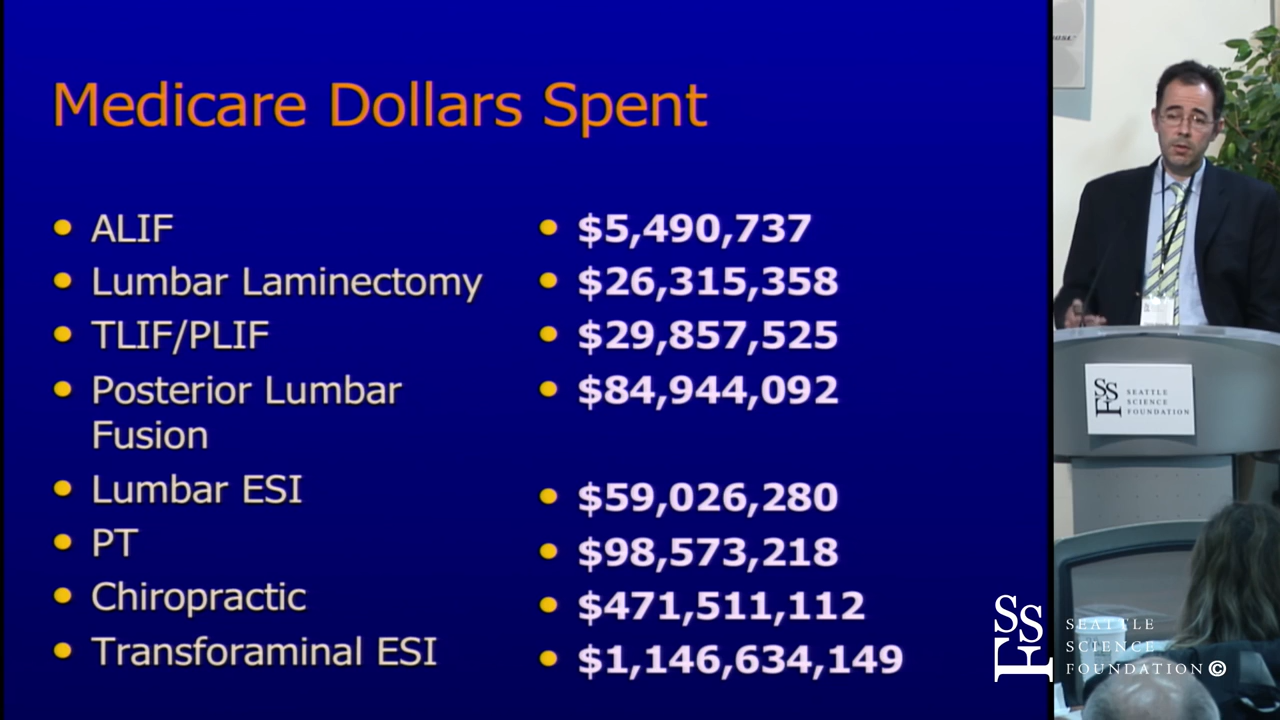 Medicare Dollars Spent
• ALIF
• Lumbar Laminectomy
• TLIF/PLIF
• Posterior Lumbar
Fusion
• Lumbar ESI
• PT
• Chiropractic
• Transforaminal ESI
• $5,490,737
• $26,315,358
• $29,857,525
• $84,944,092
• $59,026,280
• $98,573,218
• $471,511,112
• $1,146,634,149
SSF
SEATTLE
SCIENCE
FOUNDATION
SSF
SEATTLE
SCIENCE
FOUNDATION©